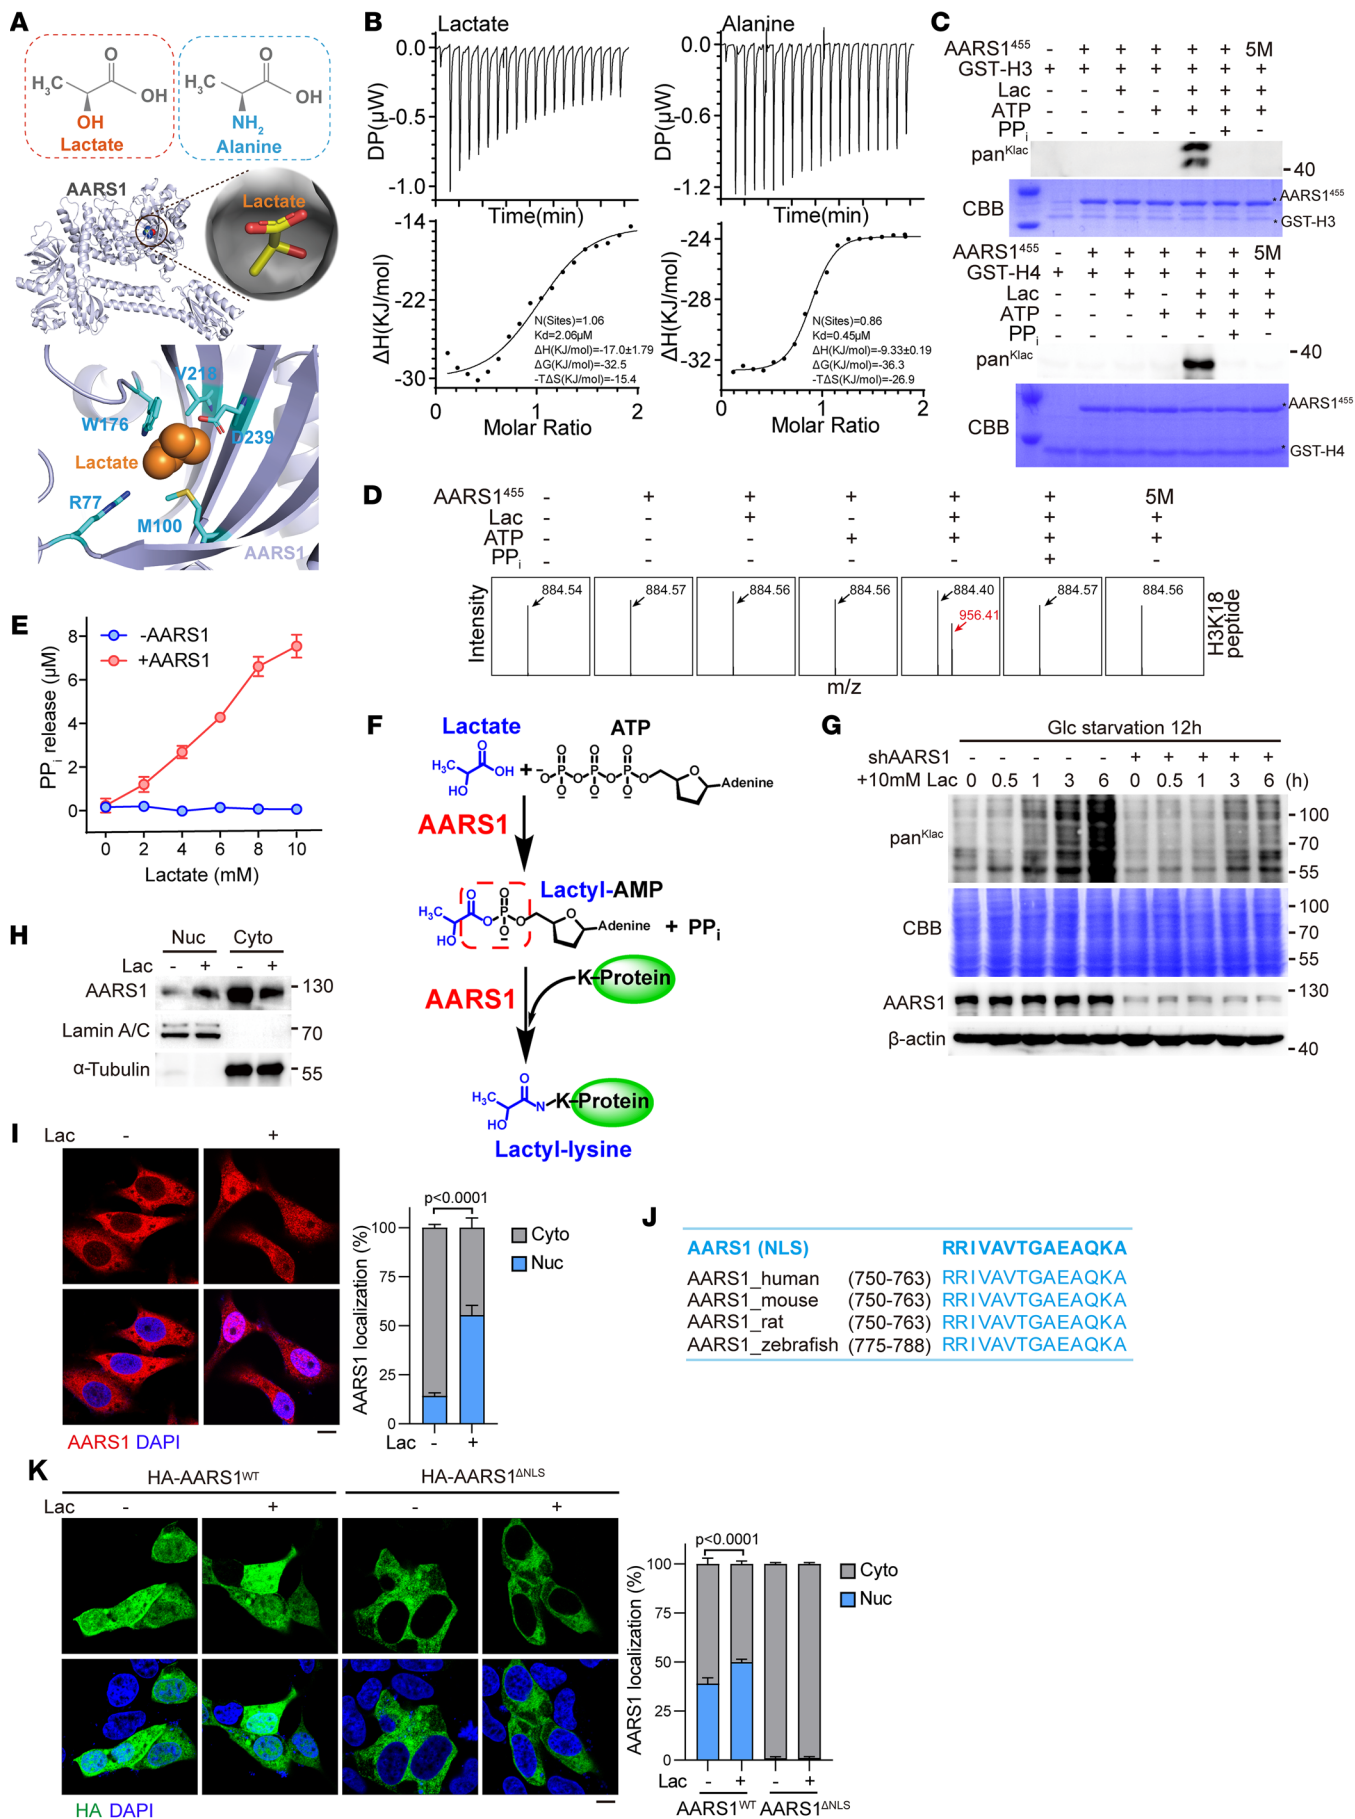 A
H₃C
O
OH
OH
Lactate
H₃C
O
OH
NH₂
Alanine
AARS1
Lactate
V218
W176
D239
Lactate
R77
M100
AARS1
B
Lactate
0.0
-0.5
-1.0
DP(μW)
Time(min)
-14
-22
-30
ΔH(KJ/mol)
N(Sites)=1.06
Kd=2.06μM
ΔH(KJ/mol)=-17.0±1.79
ΔG(KJ/mol)=-32.5
-TΔS(KJ/mol)=-15.4
0 1 2
Molar Ratio
Alanine
0.0
-0.6
-1.2
DP(μW)
Time(min)
-24
-28
-32
ΔH(KJ/mol)
N(Sites)=0.86
Kd=0.45μM
ΔH(KJ/mol)=-9.33±0.19
ΔG(KJ/mol)=-36.3
-TΔS(KJ/mol)=-26.9
0 1 2
Molar Ratio
C
AARS1⁴⁵⁵ - + + + + + 5M
GST-H3 + + + + + + +
Lac - - + - + + +
ATP - - - + + + +
PPᵢ - - - - - + -
panᴷˡᵃᶜ
-40
CBB
*AARS1⁴⁵⁵
*GST-H3
AARS1⁴⁵⁵ - + + + + + 5M
GST-H4 + + + + + + +
Lac - - + - + + +
ATP - - - + + + +
PPᵢ - - - - - + -
panᴷˡᵃᶜ
-40
CBB
*AARS1⁴⁵⁵
*GST-H4
D
AARS1⁴⁵⁵ - + + + + + 5M
Lac - - + - + + +
ATP - - - + + + +
PPᵢ - - - - - + -
Intensity
884.54
884.57
884.56
884.56
884.40
956.41
884.57
884.56
H3K18 peptide
m/z
E
-AARS1
+AARS1
8
6
4
2
0
PPᵢ release (μM)
0 2 4 6 8 10
Lactate (mM)
F
Lactate
ATP
H₃C
O
OH
HO
+
-O P O P O P O
O O O
O O O
O
Adenine
AARS1
Lactyl-AMP
H₃C
O
HO
O P O
O
O
O
Adenine
+ PPᵢ
K-Protein
AARS1
H₃C
O
HO
N-K-Protein
Lactyl-lysine
G
Glc starvation 12h
shAARS1 - - - - - + + + + +
+10mM Lac 0 0.5 1 3 6 0 0.5 1 3 6 (h)
panᴷˡᵃᶜ
-100
-70
-55
CBB
-100
-70
-55
AARS1
-130
β-actin
-40
H
Nuc Cyto
Lac - + - +
AARS1
-130
Lamin A/C
-70
α-Tubulin
-55
I
Lac - +
AARS1 DAPI
p<0.0001
100
75
50
25
0
AARS1 localization (%)
Cyto
Nuc
Lac - +
J
AARS1 (NLS) RRIVAVTGAEAQKA
AARS1_human (750-763) RRIVAVTGAEAQKA
AARS1_mouse (750-763) RRIVAVTGAEAQKA
AARS1_rat (750-763) RRIVAVTGAEAQKA
AARS1_zebrafish (775-788) RRIVAVTGAEAQKA
K
HA-AARS1ᵂᵀ HA-AARS1ᐃᴺᴸˢ
Lac - + - +
HA DAPI
p<0.0001
100
75
50
25
0
AARS1 localization (%)
Cyto
Nuc
Lac - + - +
AARS1ᵂᵀ AARS1ᐃᴺᴸˢ